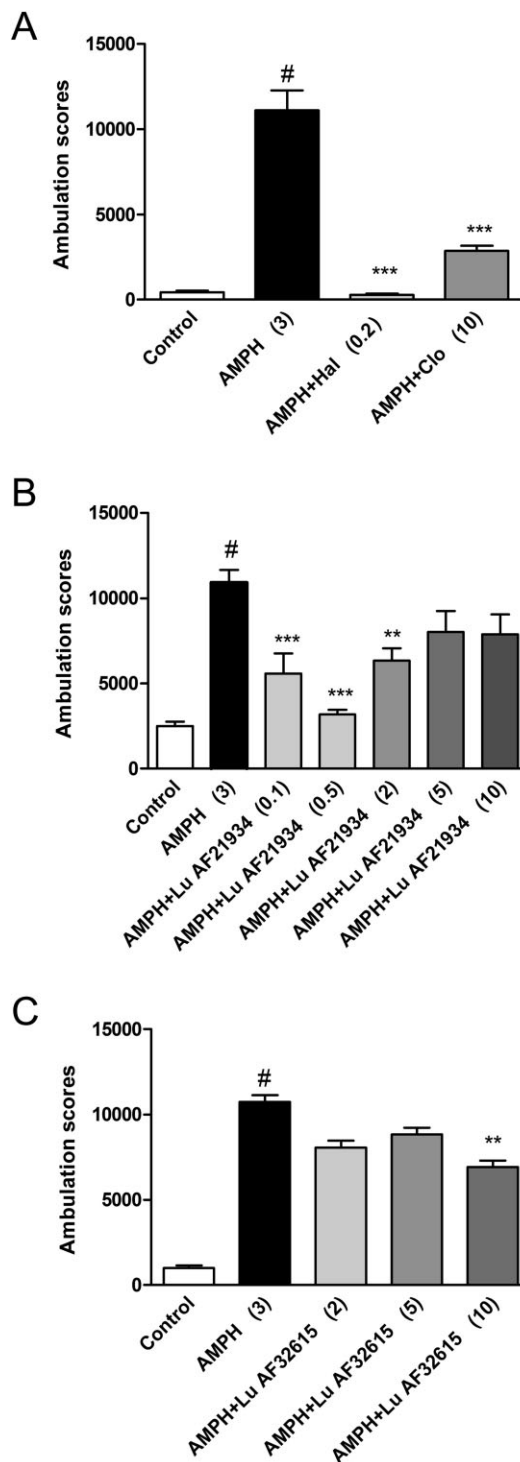 A
Ambulation scores
15000
10000
5000
0
#
***
***
Control
AMPH (3)
AMPH+Hal (0.2)
AMPH+Clo (10)
B
Ambulation scores
15000
10000
5000
0
#
***
***
**
Control
AMPH (3)
AMPH+Lu AF21934 (0.1)
AMPH+Lu AF21934 (0.5)
AMPH+Lu AF21934 (2)
AMPH+Lu AF21934 (5)
AMPH+Lu AF21934 (10)
C
Ambulation scores
15000
10000
5000
0
#
**
Control
AMPH (3)
AMPH+Lu AF32615 (2)
AMPH+Lu AF32615 (5)
AMPH+Lu AF32615 (10)